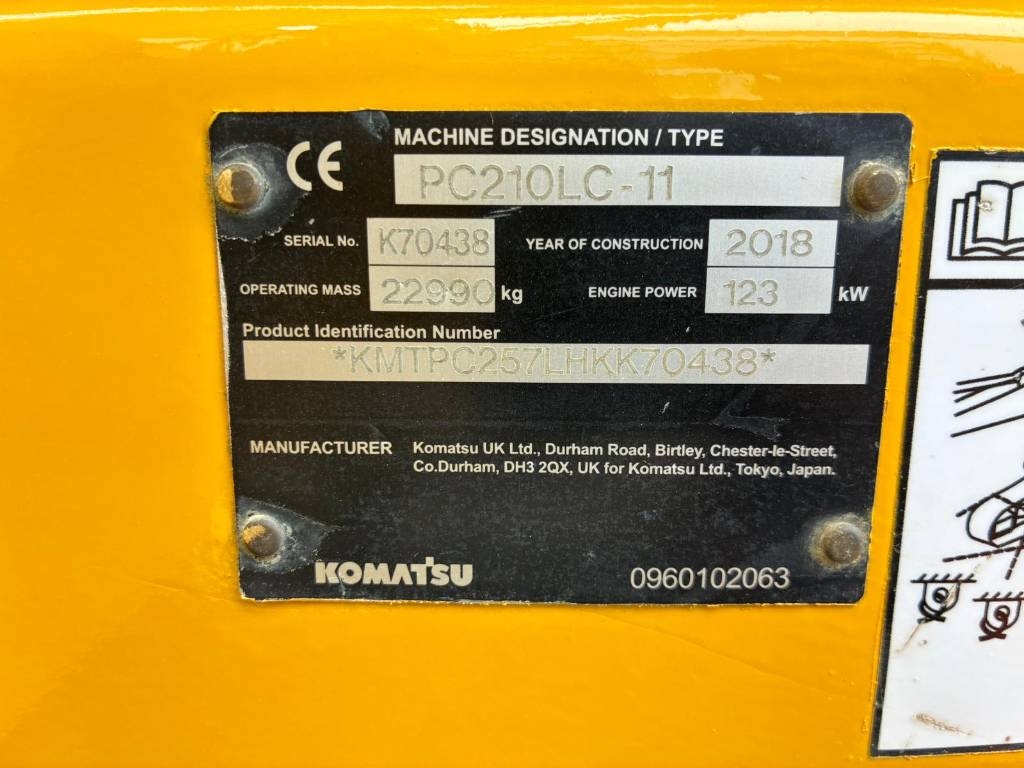 CE
MACHINE DESIGNATION / TYPE
PC210LC-11
SERIAL No. K70438 YEAR OF CONSTRUCTION 2018
OPERATING MASS 22990 kg ENGINE POWER 123 kW
Product Identification Number
*KMTPC257LHKK70438*
MANUFACTURER Komatsu UK Ltd., Durham Road, Birtley, Chester-le-Street,
Co.Durham, DH3 2QX, UK for Komatsu Ltd., Tokyo, Japan.
KOMATSU 0960102063